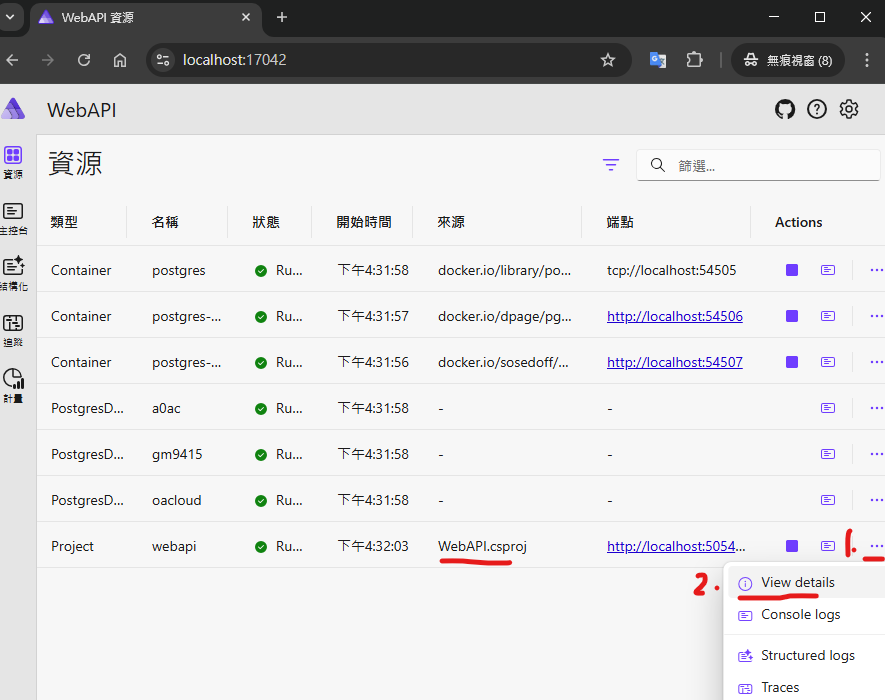 WebAPI 資源
localhost:17042
無痕視窗 (8)
WebAPI
資源
資源
篩選...
主控台
結構化
追蹤
計量
類型 名稱 狀態 開始時間 來源 端點 Actions
Container postgres Ru... 下午4:31:58 docker.io/library/po... tcp://localhost:54505
Container postgres-... Ru... 下午4:31:57 docker.io/dpage/pg... http://localhost:54506
Container postgres-... Ru... 下午4:31:56 docker.io/sosedoff/... http://localhost:54507
PostgresD... a0ac Ru... 下午4:31:58 - -
PostgresD... gm9415 Ru... 下午4:31:58 - -
PostgresD... oacloud Ru... 下午4:31:58 - -
Project webapi Ru... 下午4:32:03 WebAPI.csproj http://localhost:5054... 1.
2. View details
Console logs
Structured logs
Traces